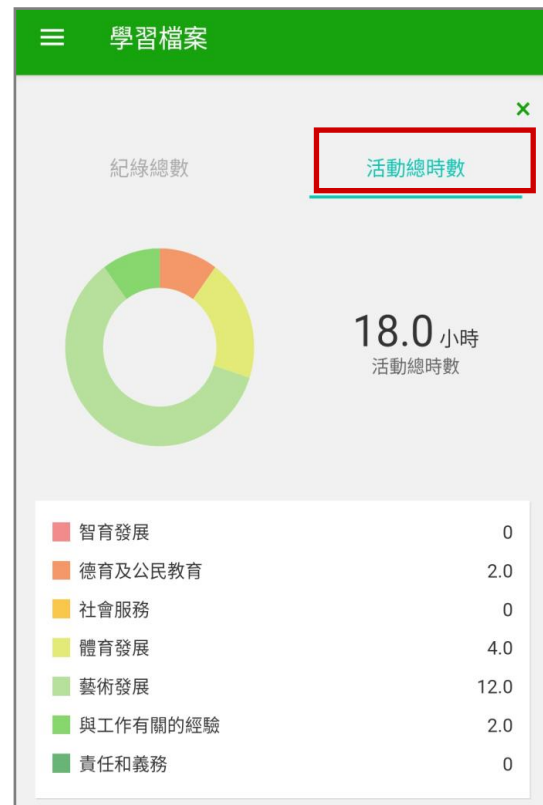 學習檔案
×
紀綠總數
活動總時數
18.0 小時
活動總時數
智育發展 0
德育及公民教育 2.0
社會服務 0
體育發展 4.0
藝術發展 12.0
與工作有關的經驗 2.0
責任和義務 0